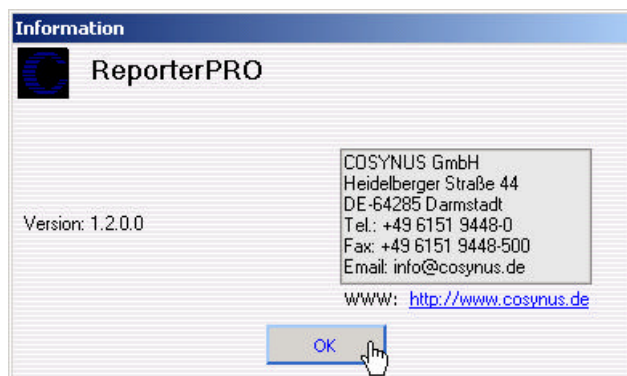 Information
ReporterPRO
COSYNUS GmbH
Heidelberger Straße 44
DE-64285 Darmstadt
Version: 1.2.0.0
Tel.: +49 6151 9448-0
Fax: +49 6151 9448-500
Email: info@cosynus.de
WWW: http://www.cosynus.de
OK